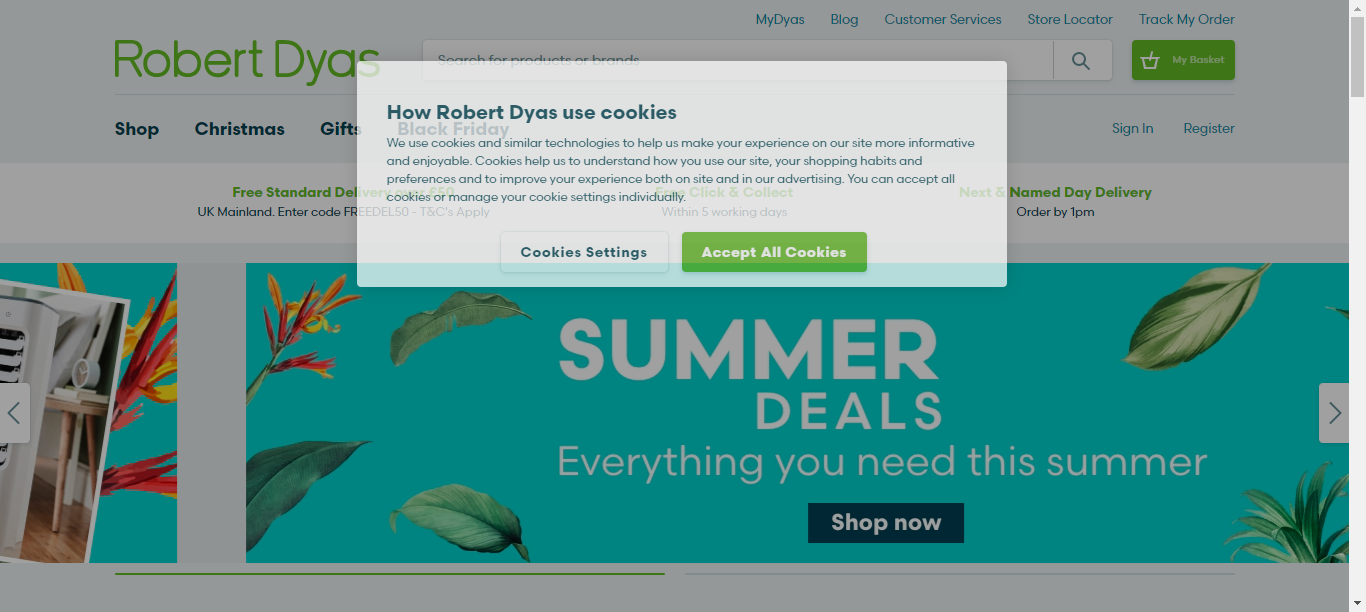 MyDyas Blog Customer Services Store Locator Track My Order
Robert Dyas
Search for products or brands
My Basket
Shop Christmas Gifts Black Friday
Sign In Register
How Robert Dyas use cookies
We use cookies and similar technologies to help us make your experience on our site more informative
and enjoyable. Cookies help us to understand how you use our site, your shopping habits and
preferences and to improve your experience both on site and in our advertising. You can accept all
cookies or manage your cookie settings individually.
Cookies Settings Accept All Cookies
Free Standard Delivery over £50
UK Mainland. Enter code FREEDEL50 - T&C's Apply
Free Click & Collect
Within 5 working days
Next & Named Day Delivery
Order by 1pm
SUMMER
DEALS
Everything you need this summer
Shop now